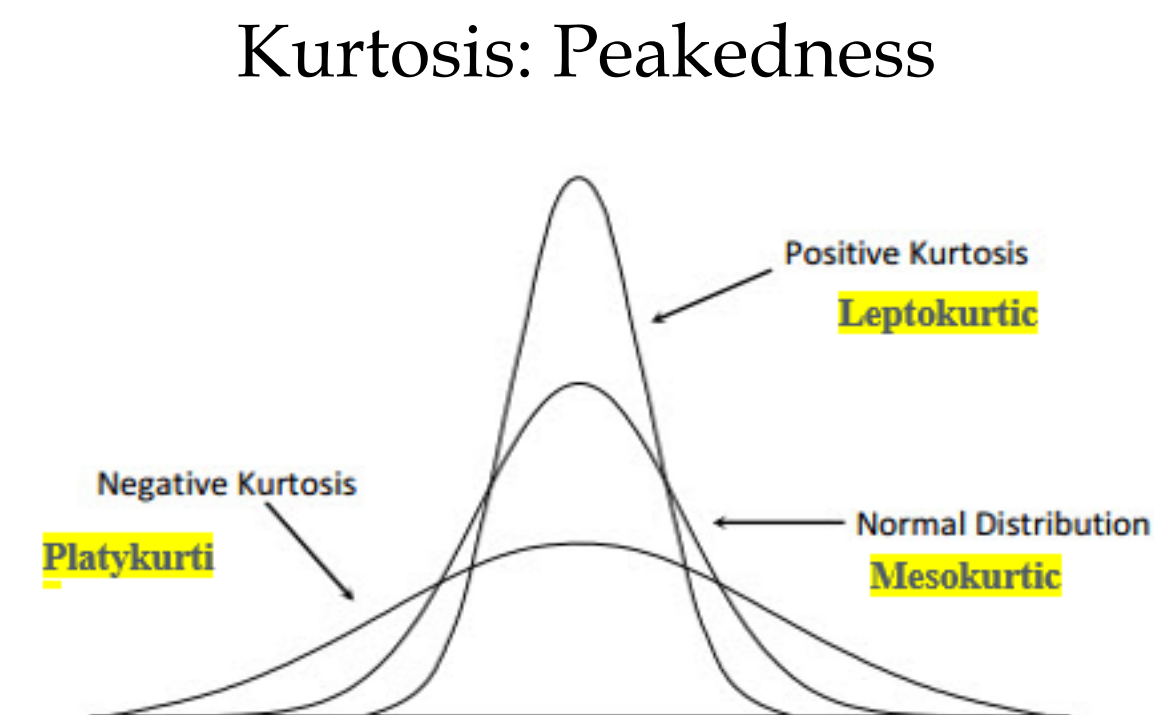 Kurtosis: Peakedness
Positive Kurtosis
Leptokurtic
Negative Kurtosis
Platykurti
Normal Distribution
Mesokurtic